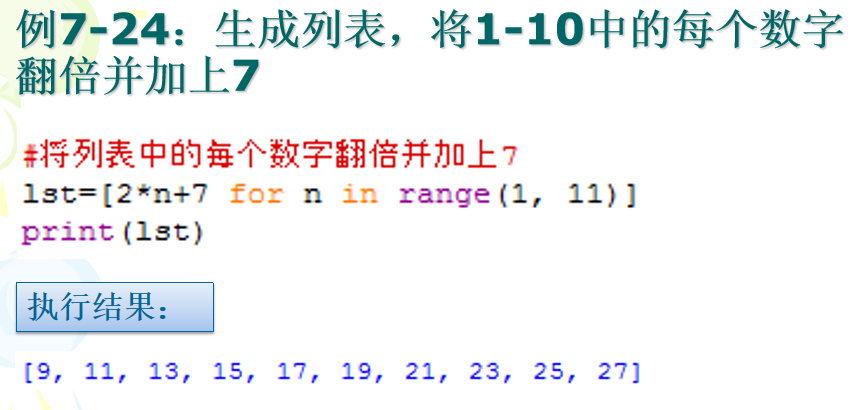 例7-24：生成列表，将1-10中的每个数字
翻倍并加上7
#将列表中的每个数字翻倍并加上7
lst=[2*n+7 for n in range(1, 11)]
print(lst)
执行结果：
[9, 11, 13, 15, 17, 19, 21, 23, 25, 27]